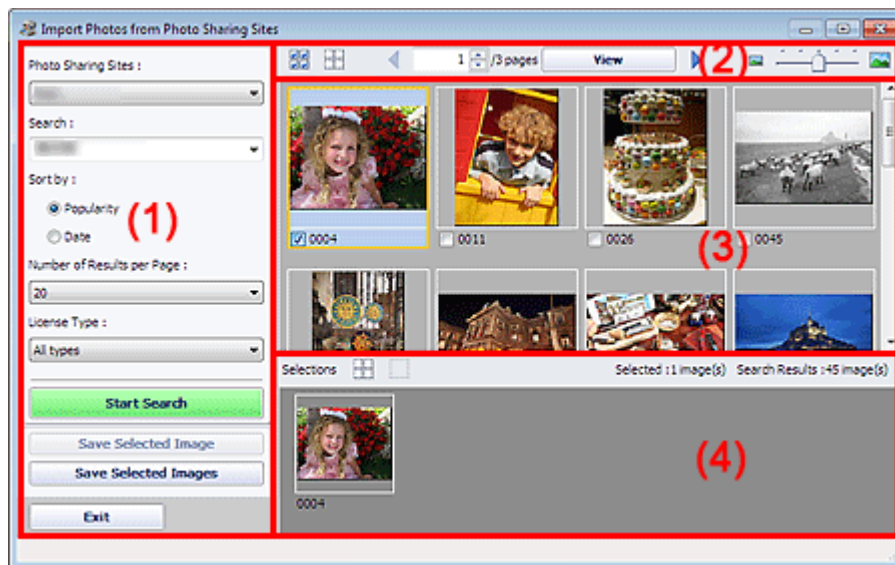 Import Photos from Photo Sharing Sites
Photo Sharing Sites :
Search :
Sort by :
Popularity
Date
(1)
Number of Results per Page :
20
License Type :
All types
Start Search
Save Selected Image
Save Selected Images
Exit
1 /3 pages View (2)
0004 0011 0026 0045
(3)
Selections Selected :1 image(s) Search Results :45 image(s)
(4)
0004